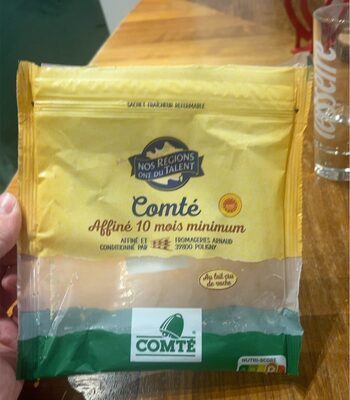 SACHET FRAÎCHEUR REFERMABLE
NOS RÉGIONS
ONT DU TALENT
Comté
Affiné 10 mois minimum
AFFINÉ ET
CONDITIONNÉ PAR
FROMAGERIES ARNAUD
39800 POLIGNY
Au lait cru
de vache
COMTÉ
NUTRI-SCORE